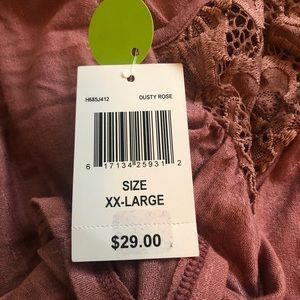 H685J412 DUSTY ROSE
6 17134 25931 2
SIZE
XX-LARGE
$29.00